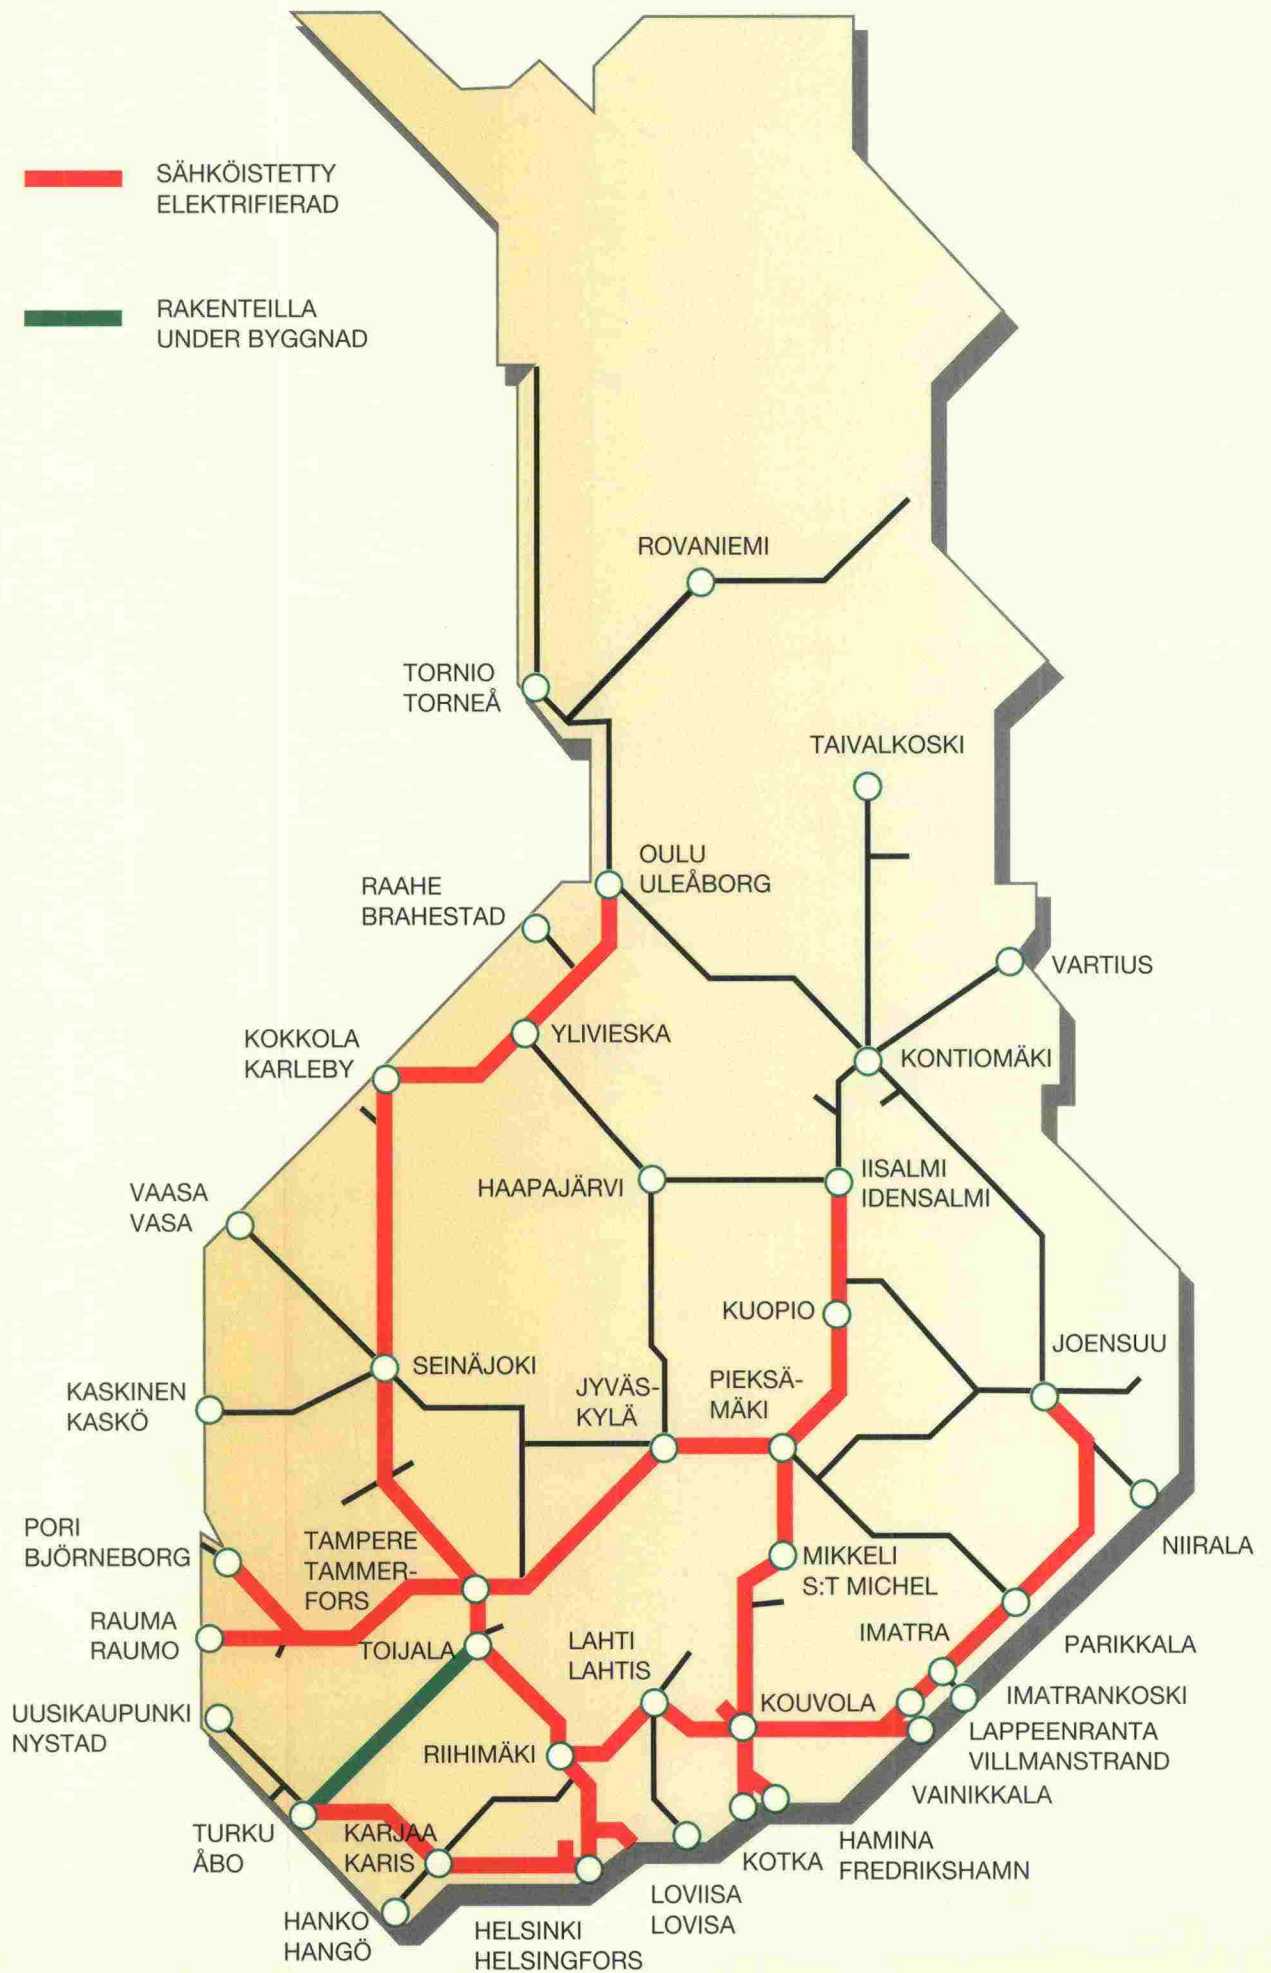 SÄHKÖISTETTY
ELEKTRIFIERAD
RAKENTEILLA
UNDER BYGGNAD
ROVANIEMI
TORNIO
TORNEÅ
TAIVALKOSKI
OULU
ULEÅBORG
RAAHE
BRAHESTAD
VARTIUS
YLIVIESKA
KOKKOLA
KARLEBY
KONTIOMÄKI
IISALMI
IDENSALMI
HAAPAJÄRVI
VAASA
VASA
KUOPIO
JOENSUU
SEINÄJOKI
JYVÄS-
KYLÄ
PIEKSÄ-
MÄKI
KASKINEN
KASKÖ
PORI
BJÖRNEBORG
TAMPERE
TAMMER-
FORS
MIKKELI
S:T MICHEL
NIIRALA
RAUMA
RAUMO
TOIJALA
LAHTI
LAHTIS
IMATRA
PARIKKALA
UUSIKAUPUNKI
NYSTAD
RIIHIMÄKI
KOUVOLA
IMATRANKOSKI
LAPPEENRANTA
VILLMANSTRAND
VAINIKKALA
TURKU
ÅBO
KARJAA
KARIS
HAMINA
FREDRIKSHAMN
KOTKA
LOVIISA
LOVISA
HANKO
HANGÖ
HELSINKI
HELSINGFORS